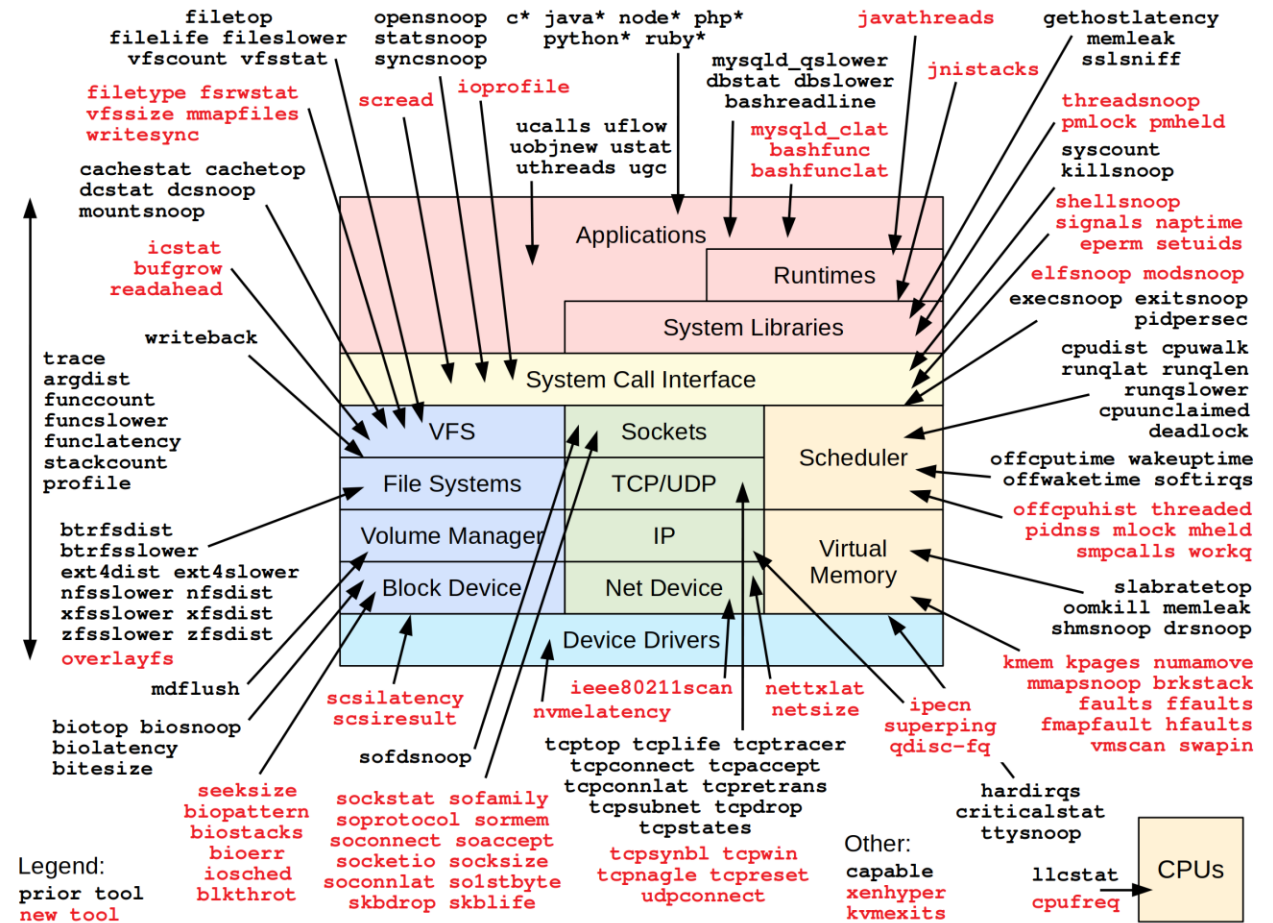 filetop
filelife fileslower
vfscount vfsstat
opensnoop
statsnoop
syncsnoop
c* java* node* php*
python* ruby*
javathreads
gethostlatency
memleak
sslsniff
filetype fsrwstat
vfssize mmapfiles
writesync
scread
ioprofile
mysqld_qslower
dbstat dbslower
bashreadline
jnistacks
threadsnoop
pmlock pmheld
ucalls uflow
uobjnew ustat
uthreads ugc
mysqld_clat
bashfunc
bashfunclat
syscount
killsnoop
cachestat cachetop
dcstat dcsnoop
mountsnoop
shellsnoop
signals naptime
eperm setuids
icstat
bufgrow
readahead
elfsnoop modsnoop
execsnoop exitsnoop
pidpersec
writeback
Applications
Runtimes
System Libraries
System Call Interface
VFS
Sockets
Scheduler
File Systems
TCP/UDP
Volume Manager
IP
Virtual
Memory
Block Device
Net Device
Device Drivers
trace
argdist
funccount
funcslower
funclatency
stackcount
profile
cpudist cpuwalk
runqlat runqlen
runqslower
cpuunclaimed
deadlock
offcputime wakeuptime
offwaketime softirqs
offcpuhist threaded
pidnss mlock mheld
smpcalls workq
btrfsdist
btrfsslower
ext4dist ext4slower
nfsslower nfsdist
xfsslower xfsdist
zfsslower zfsdist
overlayfs
slabratetop
oomkill memleak
shmsnoop drsnoop
kmem kpages numamove
mmapsnoop brkstack
faults ffaults
fmapfault hfaults
vmscan swapin
mdflush
scsilatency
scsiresult
nvmelatency
ieee80211scan
nettxlat
netsize
ipecn
superping
qdisc-fq
biotop biosnoop
biolatency
bitesize
sofdsnoop
tcptop tcplife tcptracer
tcpconnect tcpaccept
tcpconnlat tcpretrans
tcpsubnet tcpdrop
tcpstates
hardirqs
criticalstat
ttysnoop
seeksize
biopattern
biostacks
bioerr
iosched
blkthrot
sockstat sofamily
soprotocol sormem
soconnect soaccept
socketio socksize
soconnlat so1stbyte
skbdrop skblife
tcpsynbl tcpwin
tcpnagle tcpreset
udpconnect
Other:
capable
xenhyper
kvmexits
llcstat
cpufreq
CPUs
Legend:
prior tool
new tool